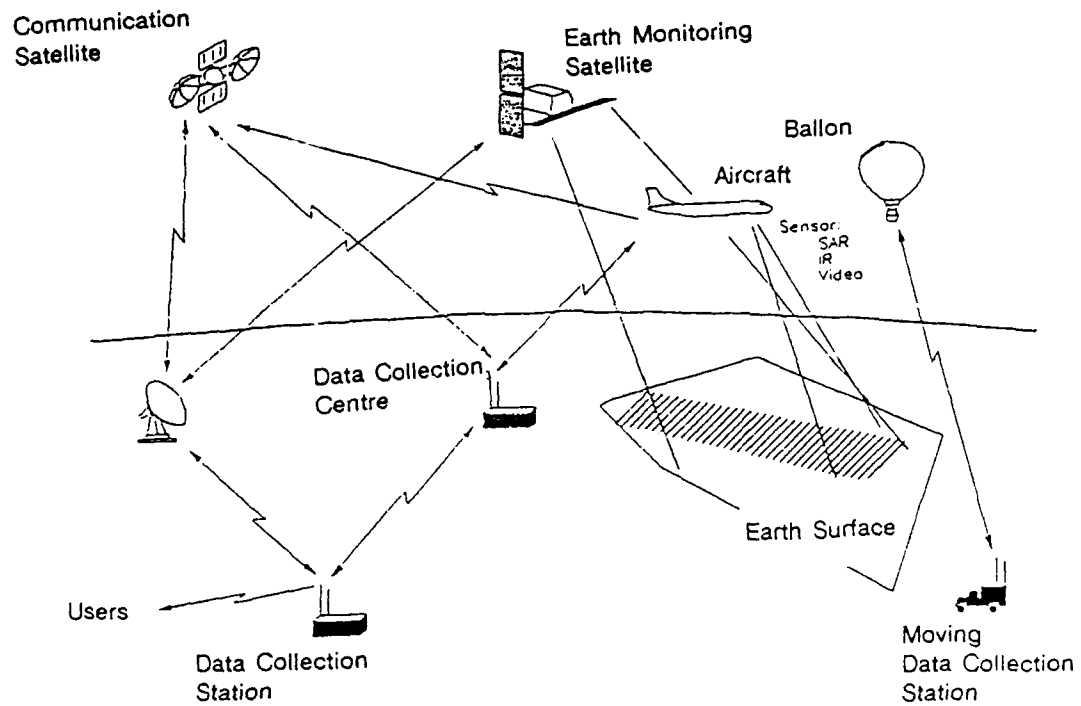 Communication
Satellite
Earth Monitoring
Satellite
Ballon
Aircraft
Sensor:
SAR
IR
Video
Data Collection
Centre
Earth Surface
Users
Data Collection
Station
Moving
Data Collection
Station